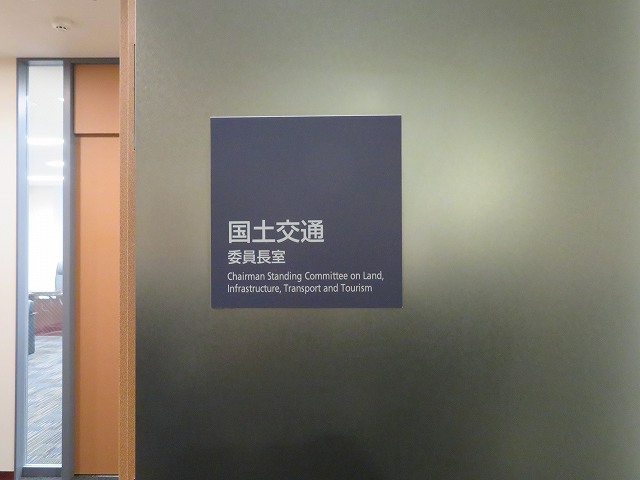 国土交通
委員長室
Chairman Standing Committee on Land,
Infrastructure, Transport and Tourism